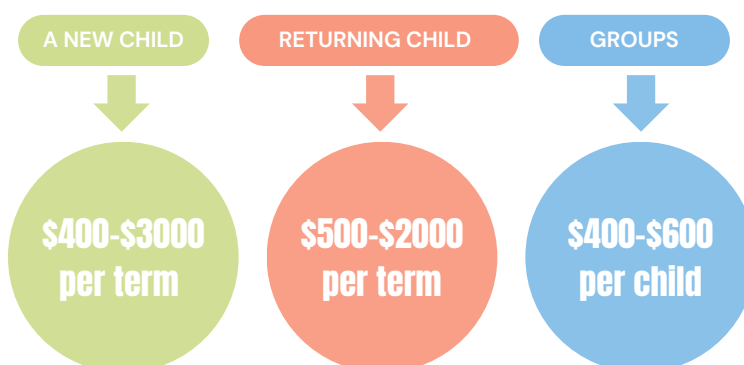 A NEW CHILD
RETURNING CHILD
GROUPS
$400-$3000
per term
$500-$2000
per term
$400-$600
per child